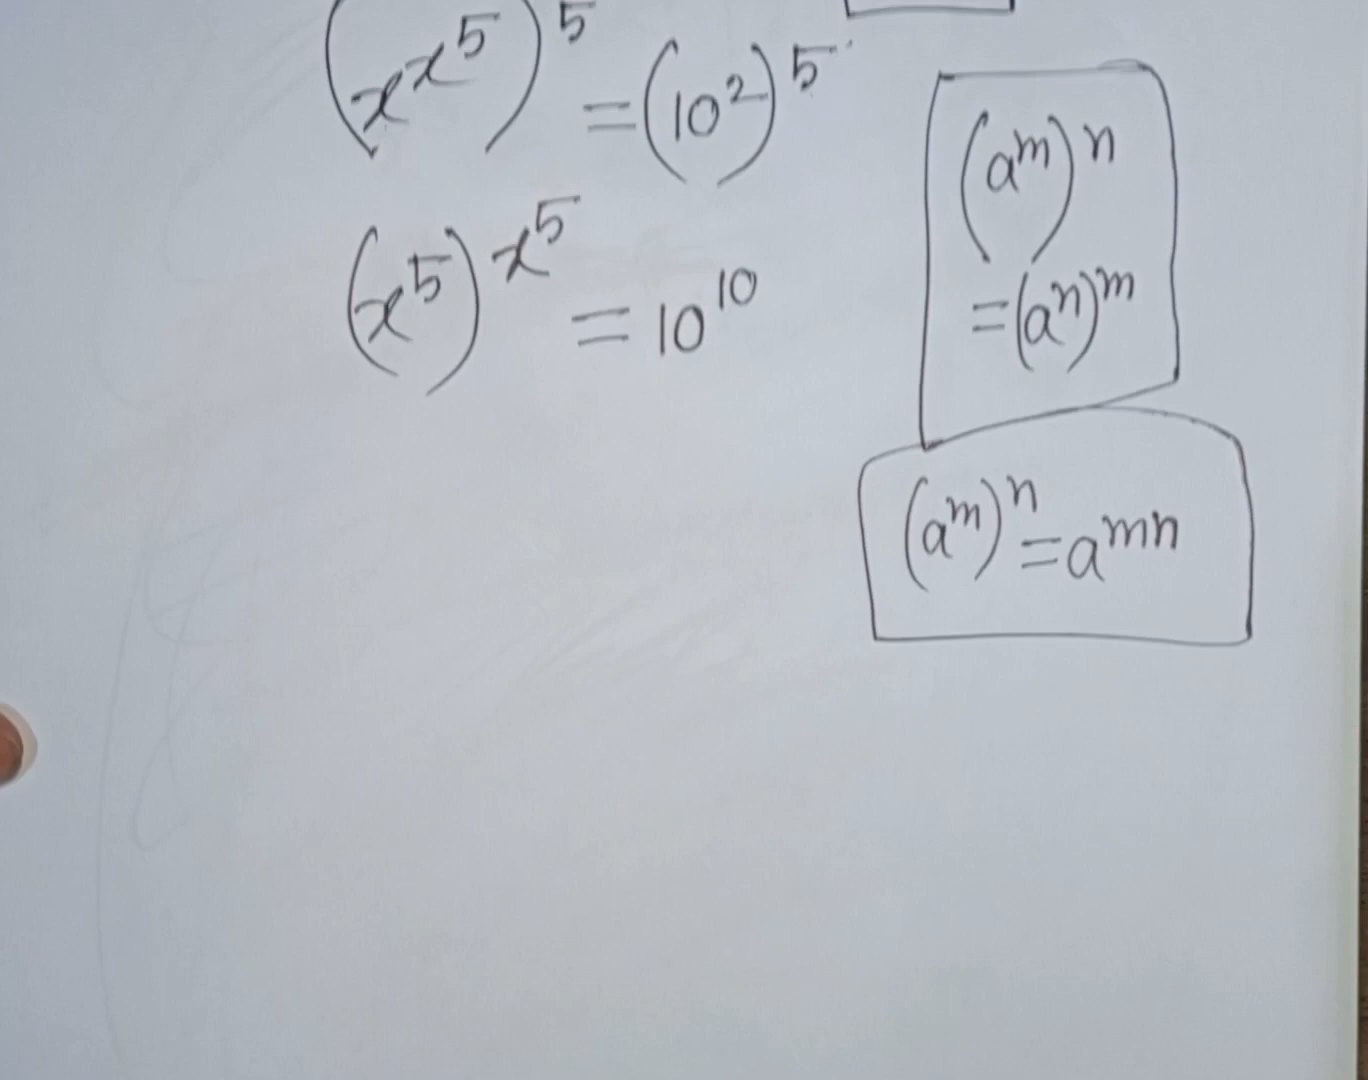 (x^x^5)^5 = (10^2)^5
(x^5)^x^5 = 10^10
(a^m)^n
= (a^n)^m
(a^m)^n = a^mn